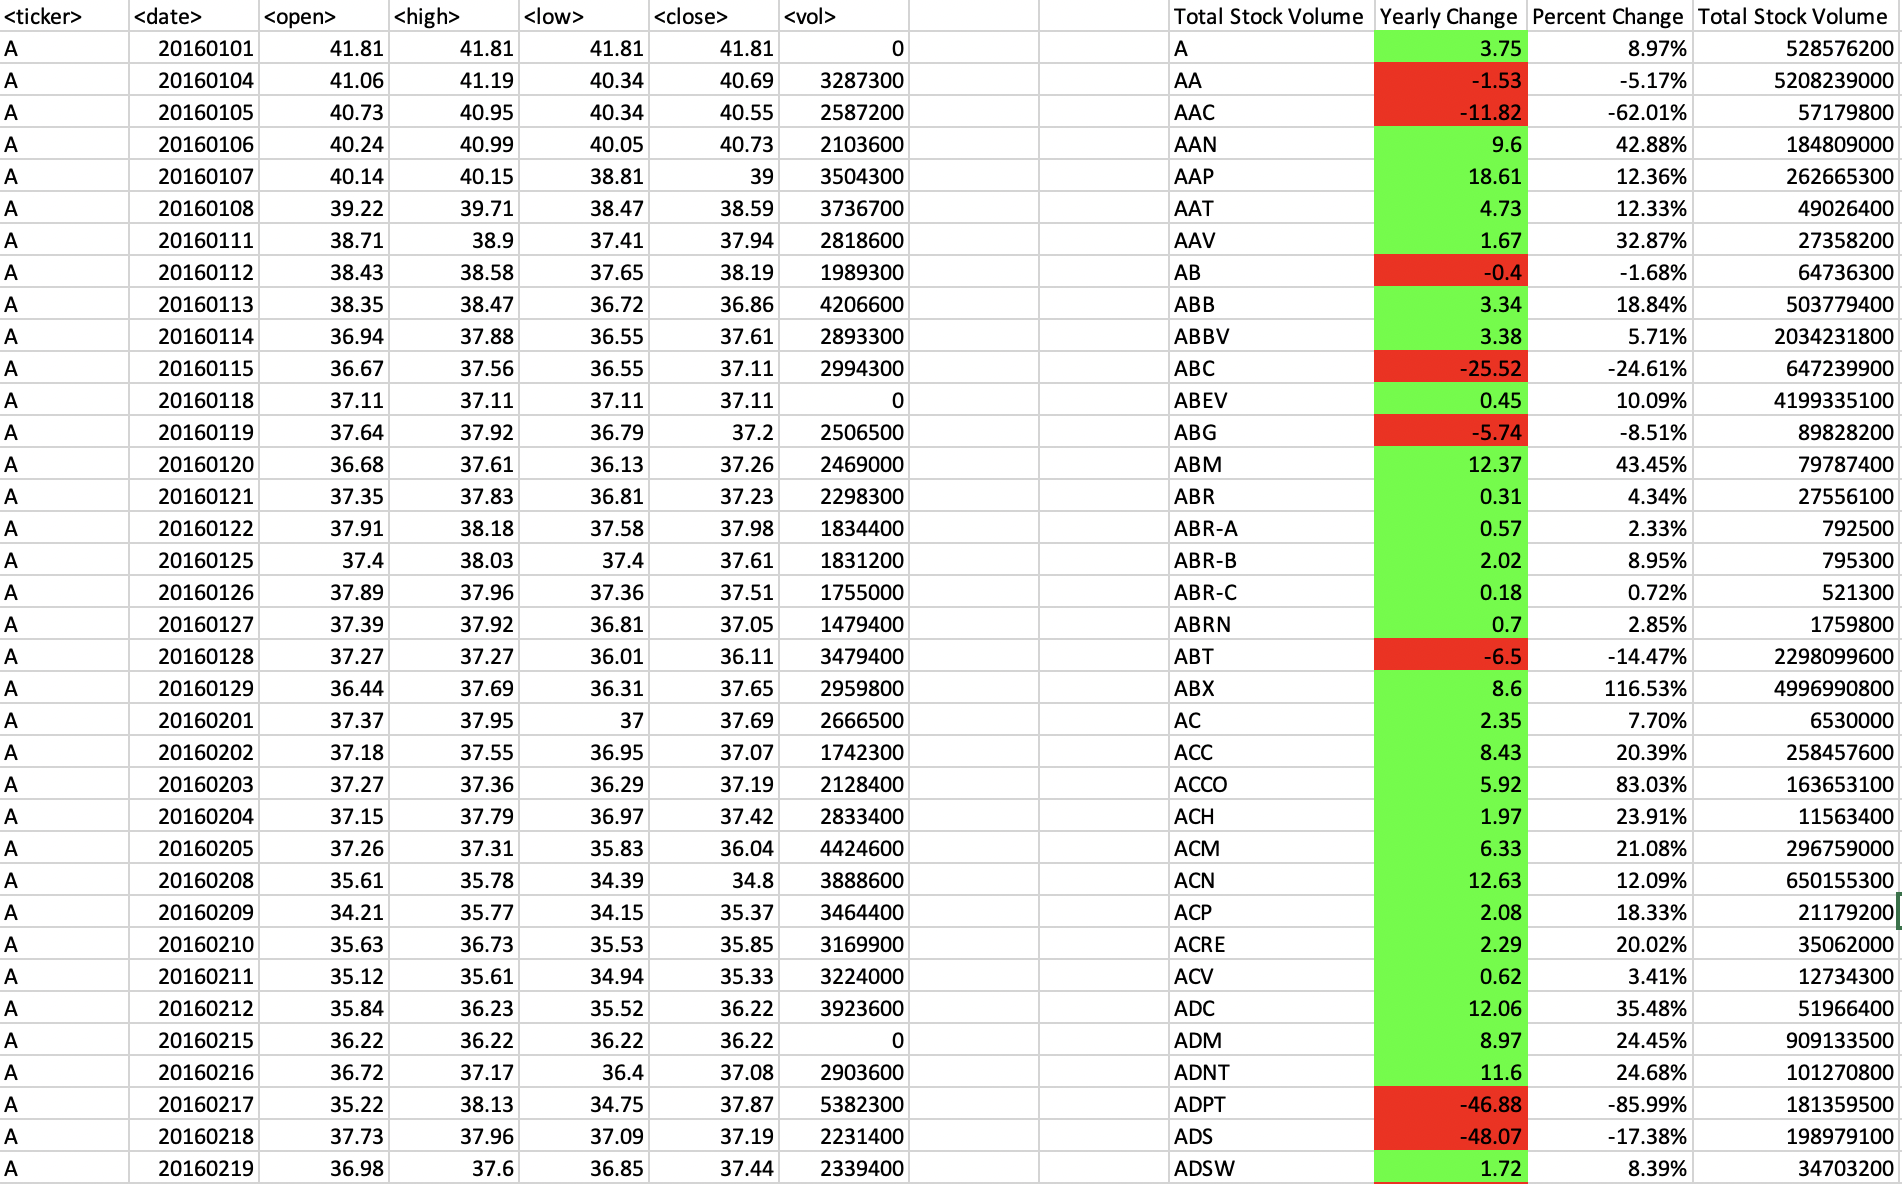 <ticker> <date> <open> <high> <low> <close> <vol> Total Stock Volume Yearly Change Percent Change Total Stock Volume
A 20160101 41.81 41.81 41.81 41.81 0 A 3.75 8.97% 528576200
A 20160104 41.06 41.19 40.34 40.69 3287300 AA -1.53 -5.17% 5208239000
A 20160105 40.73 40.95 40.34 40.55 2587200 AAC -11.82 -62.01% 57179800
A 20160106 40.24 40.99 40.05 40.73 2103600 AAN 9.6 42.88% 184809000
A 20160107 40.14 40.15 38.81 39 3504300 AAP 18.61 12.36% 262665300
A 20160108 39.22 39.71 38.47 38.59 3736700 AAT 4.73 12.33% 49026400
A 20160111 38.71 38.9 37.41 37.94 2818600 AAV 1.67 32.87% 27358200
A 20160112 38.43 38.58 37.65 38.19 1989300 AB -0.4 -1.68% 64736300
A 20160113 38.35 38.47 36.72 36.86 4206600 ABB 3.34 18.84% 503779400
A 20160114 36.94 37.88 36.55 37.61 2893300 ABBV 3.38 5.71% 2034231800
A 20160115 36.67 37.56 36.55 37.11 2994300 ABC -25.52 -24.61% 647239900
A 20160118 37.11 37.11 37.11 37.11 0 ABEV 0.45 10.09% 4199335100
A 20160119 37.64 37.92 36.79 37.2 2506500 ABG -5.74 -8.51% 89828200
A 20160120 36.68 37.61 36.13 37.26 2469000 ABM 12.37 43.45% 79787400
A 20160121 37.35 37.83 36.81 37.23 2298300 ABR 0.31 4.34% 27556100
A 20160122 37.91 38.18 37.58 37.98 1834400 ABR-A 0.57 2.33% 792500
A 20160125 37.4 38.03 37.4 37.61 1831200 ABR-B 2.02 8.95% 795300
A 20160126 37.89 37.96 37.36 37.51 1755000 ABR-C 0.18 0.72% 521300
A 20160127 37.39 37.92 36.81 37.05 1479400 ABRN 0.7 2.85% 1759800
A 20160128 37.27 37.27 36.01 36.11 3479400 ABT -6.5 -14.47% 2298099600
A 20160129 36.44 37.69 36.31 37.65 2959800 ABX 8.6 116.53% 4996990800
A 20160201 37.37 37.95 37 37.69 2666500 AC 2.35 7.70% 6530000
A 20160202 37.18 37.55 36.95 37.07 1742300 ACC 8.43 20.39% 258457600
A 20160203 37.27 37.36 36.29 37.19 2128400 ACCO 5.92 83.03% 163653100
A 20160204 37.15 37.79 36.97 37.42 2833400 ACH 1.97 23.91% 11563400
A 20160205 37.26 37.31 35.83 36.04 4424600 ACM 6.33 21.08% 296759000
A 20160208 35.61 35.78 34.39 34.8 3888600 ACN 12.63 12.09% 650155300
A 20160209 34.21 35.77 34.15 35.37 3464400 ACP 2.08 18.33% 21179200
A 20160210 35.63 36.73 35.53 35.85 3169900 ACRE 2.29 20.02% 35062000
A 20160211 35.12 35.61 34.94 35.33 3224000 ACV 0.62 3.41% 12734300
A 20160212 35.84 36.23 35.52 36.22 3923600 ADC 12.06 35.48% 51966400
A 20160215 36.22 36.22 36.22 36.22 0 ADM 8.97 24.45% 909133500
A 20160216 36.72 37.17 36.4 37.08 2903600 ADNT 11.6 24.68% 101270800
A 20160217 35.22 38.13 34.75 37.87 5382300 ADPT -46.88 -85.99% 181359500
A 20160218 37.73 37.96 37.09 37.19 2231400 ADS -48.07 -17.38% 198979100
A 20160219 36.98 37.6 36.85 37.44 2339400 ADSW 1.72 8.39% 34703200